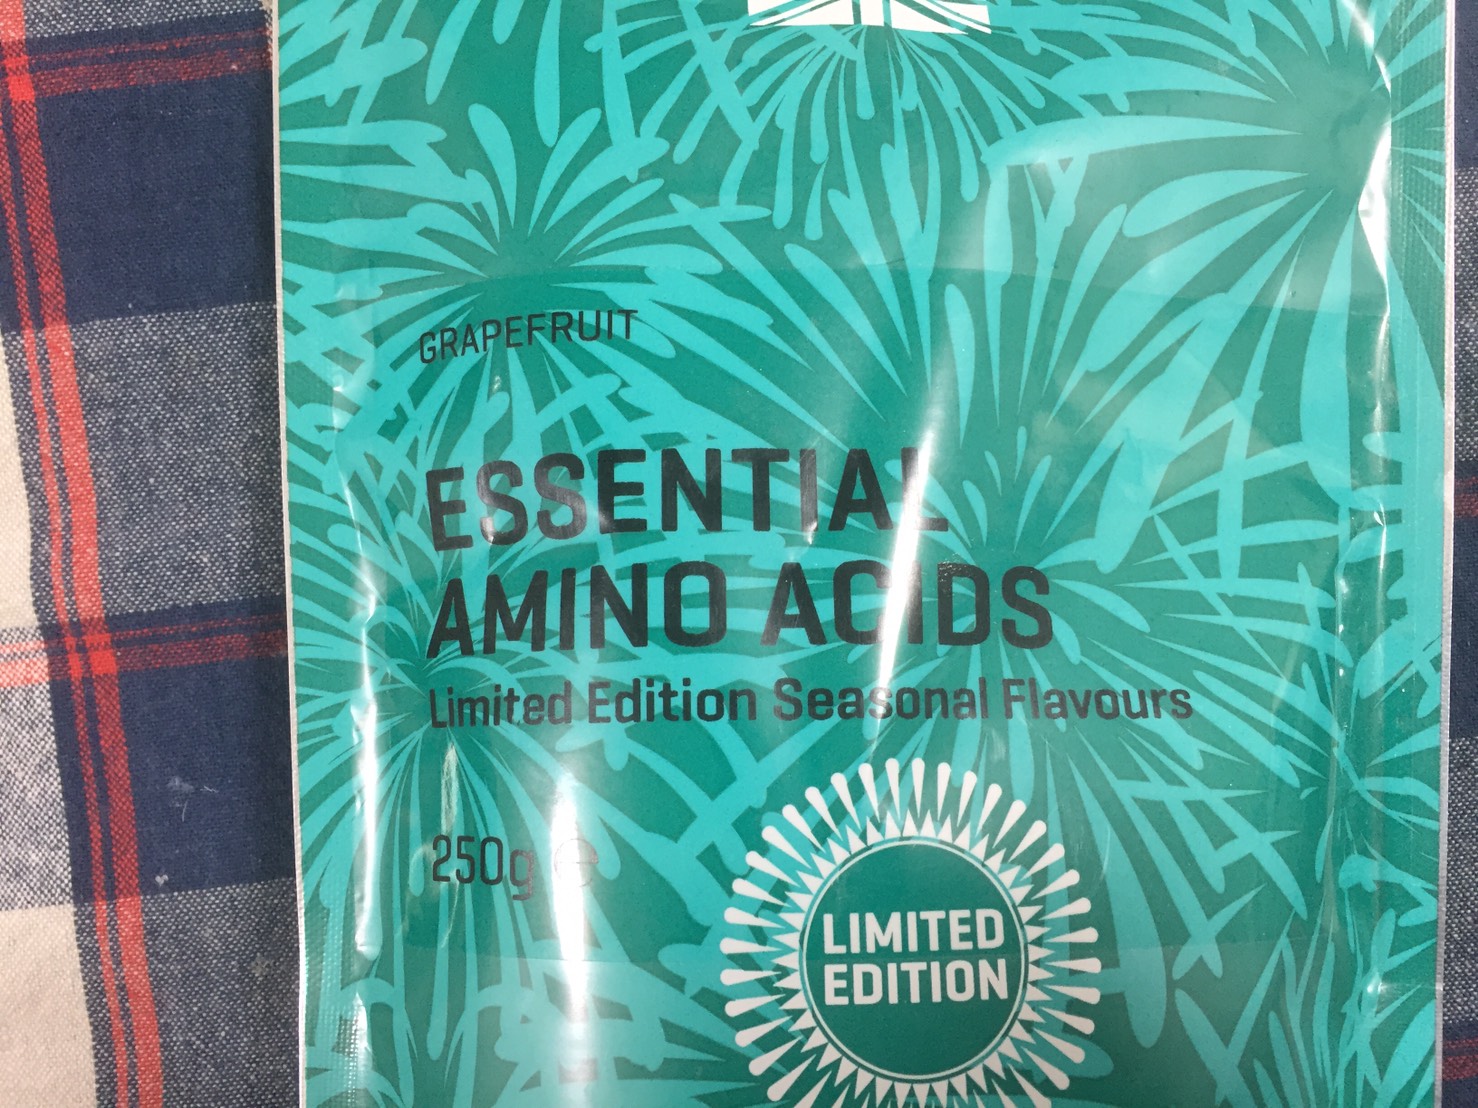 GRAPEFRUIT
ESSENTIAL
AMINO ACIDS
Limited Edition Seasonal Flavours
250g ℮
LIMITED
EDITION